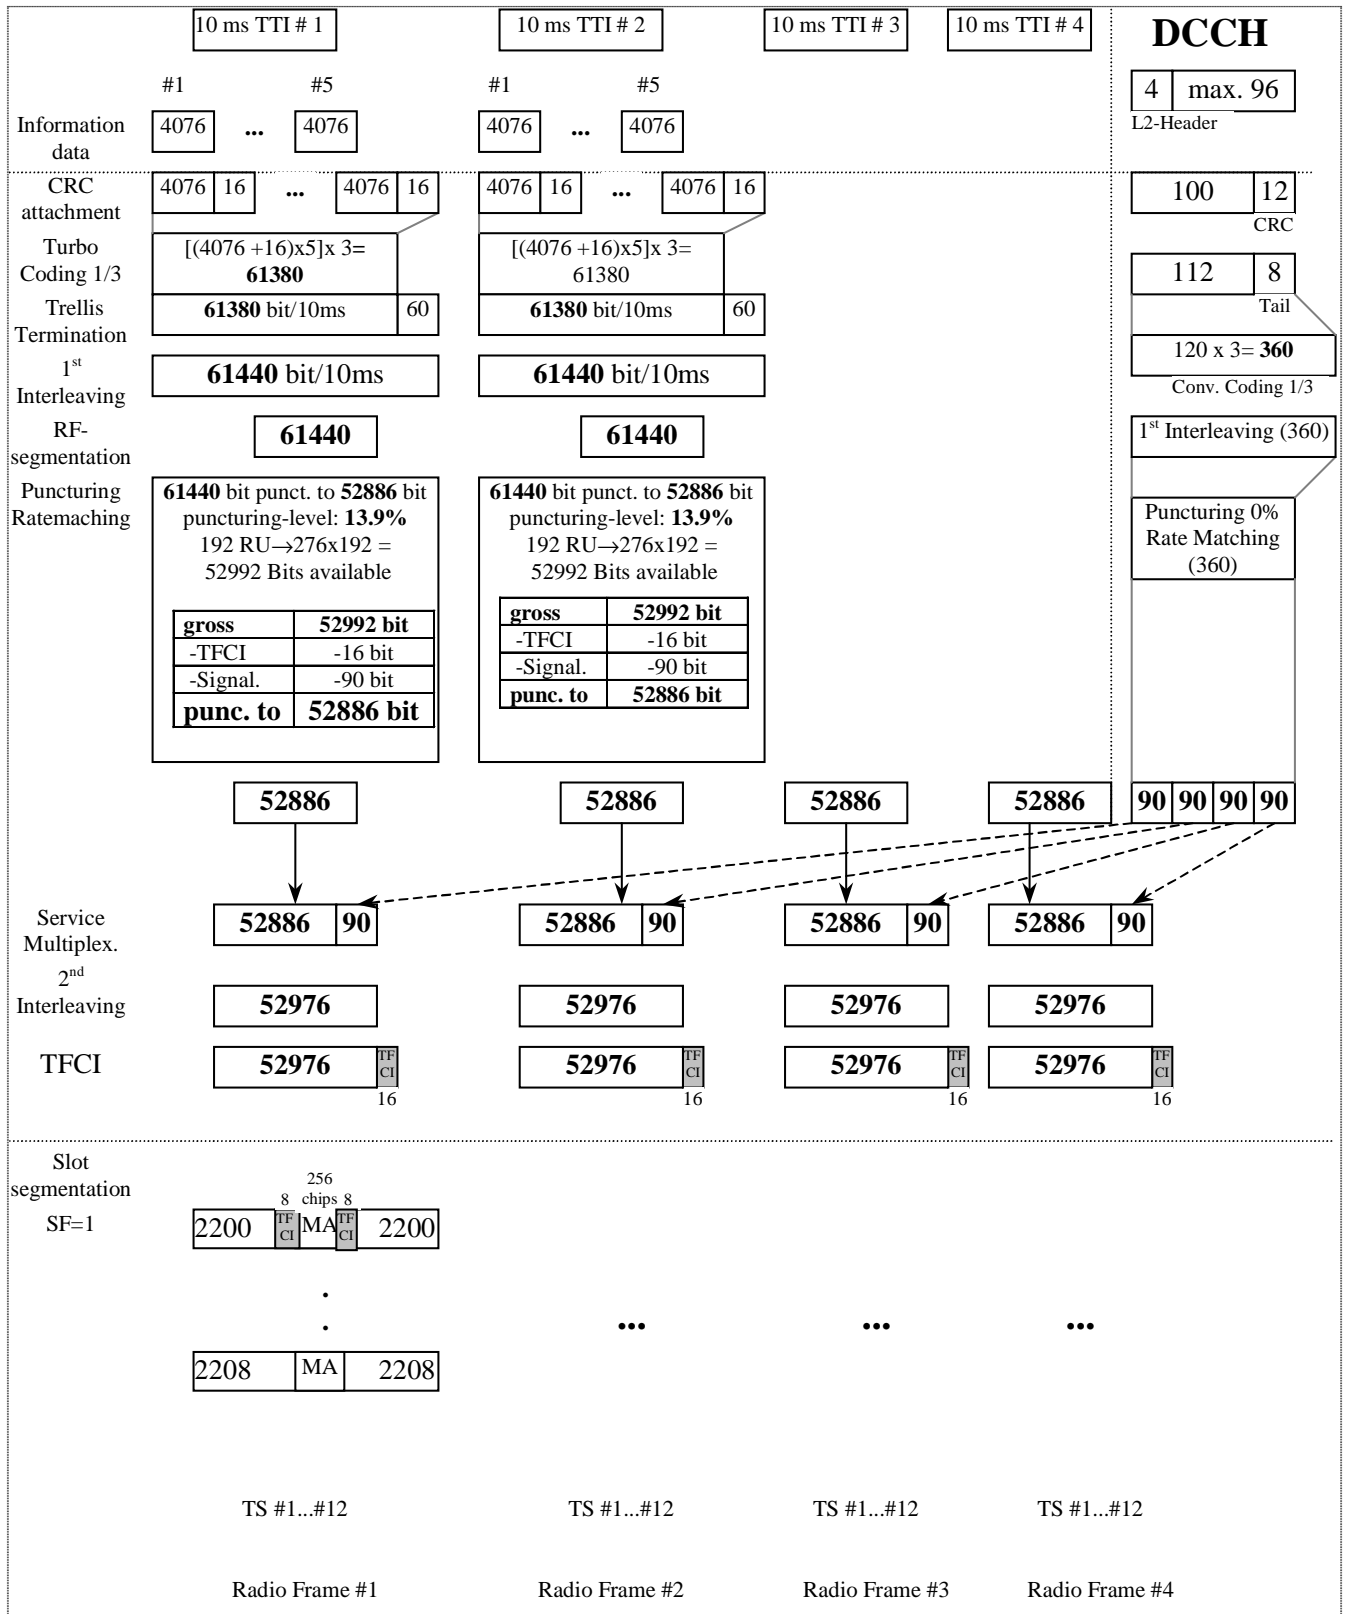 10 ms TTI # 1
10 ms TTI # 2
10 ms TTI # 3
10 ms TTI # 4
DCCH
#1 #5
#1 #5
4 max. 96
L2-Header
Information
data
4076 ... 4076
4076 ... 4076
CRC
attachment
4076 16 ... 4076 16
4076 16 ... 4076 16
100 12
CRC
Turbo
Coding 1/3
[(4076 +16)x5]x 3=
61380
[(4076 +16)x5]x 3=
61380
112 8
Tail
Trellis
Termination
61380 bit/10ms 60
61380 bit/10ms 60
120 x 3= 360
Conv. Coding 1/3
1st
Interleaving
61440 bit/10ms
61440 bit/10ms
RF-
segmentation
61440
61440
1st Interleaving (360)
Puncturing
Ratemaching
61440 bit punct. to 52886 bit
puncturing-level: 13.9%
192 RU→276x192 =
52992 Bits available
gross 52992 bit
-TFCI -16 bit
-Signal. -90 bit
punc. to 52886 bit
61440 bit punct. to 52886 bit
puncturing-level: 13.9%
192 RU→276x192 =
52992 Bits available
gross 52992 bit
-TFCI -16 bit
-Signal. -90 bit
punc. to 52886 bit
Puncturing 0%
Rate Matching
(360)
52886
52886
52886
52886
90 90 90 90
Service
Multiplex.
52886 90
52886 90
52886 90
52886 90
2nd
Interleaving
52976
52976
52976
52976
TFCI
52976 TF
CI
16
52976 TF
CI
16
52976 TF
CI
16
52976 TF
CI
16
Slot
segmentation
SF=1
256
8 chips 8
2200 TF
CI MA TF
CI 2200
.
.
... ... ...
2208 MA 2208
TS #1...#12
TS #1...#12
TS #1...#12
TS #1...#12
Radio Frame #1
Radio Frame #2
Radio Frame #3
Radio Frame #4